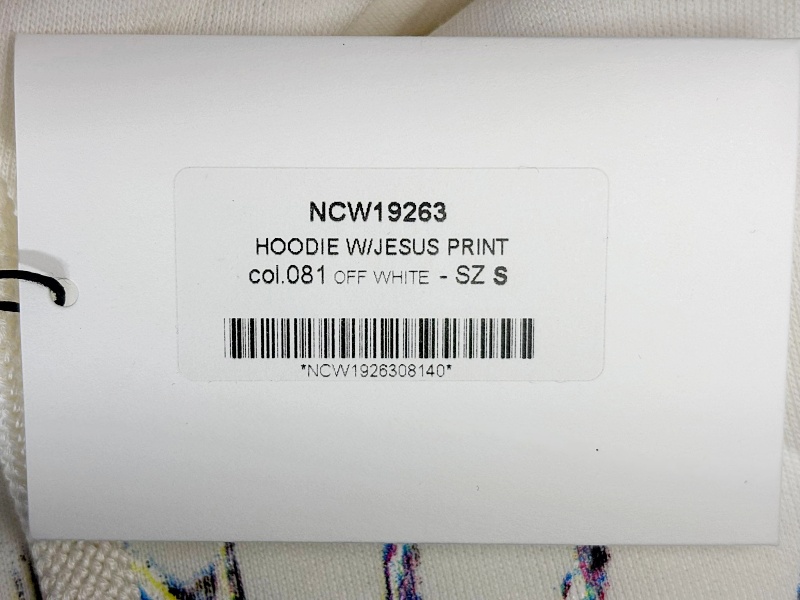 NCW19263
HOODIE W/JESUS PRINT
col.081 OFF WHITE - SZ S
*NCW1926308140*